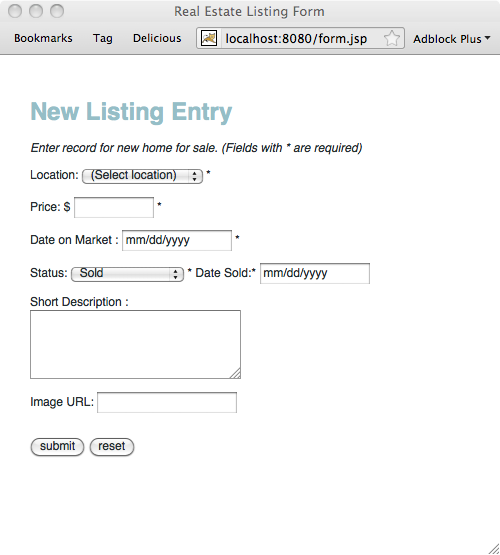 Real Estate Listing Form
Bookmarks Tag Delicious localhost:8080/form.jsp Adblock Plus
New Listing Entry
Enter record for new home for sale. (Fields with * are required)
Location: (Select location) *
Price: $ *
Date on Market : mm/dd/yyyy *
Status: Sold * Date Sold:* mm/dd/yyyy
Short Description :
Image URL:
submit reset